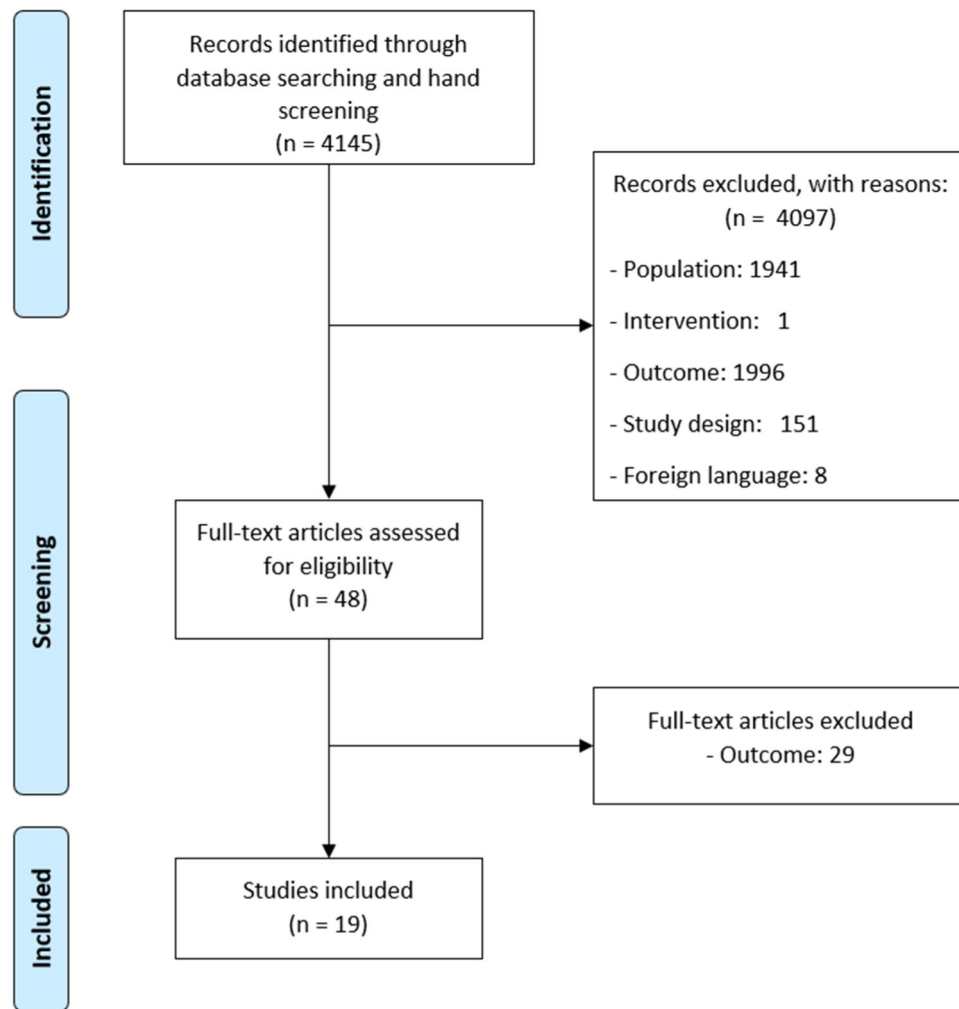 Identification
Records identified through
database searching and hand
screening
(n = 4145)
Records excluded, with reasons:
(n = 4097)
- Population: 1941
- Intervention: 1
- Outcome: 1996
- Study design: 151
- Foreign language: 8
Screening
Full-text articles assessed
for eligibility
(n = 48)
Full-text articles excluded
- Outcome: 29
Included
Studies included
(n = 19)